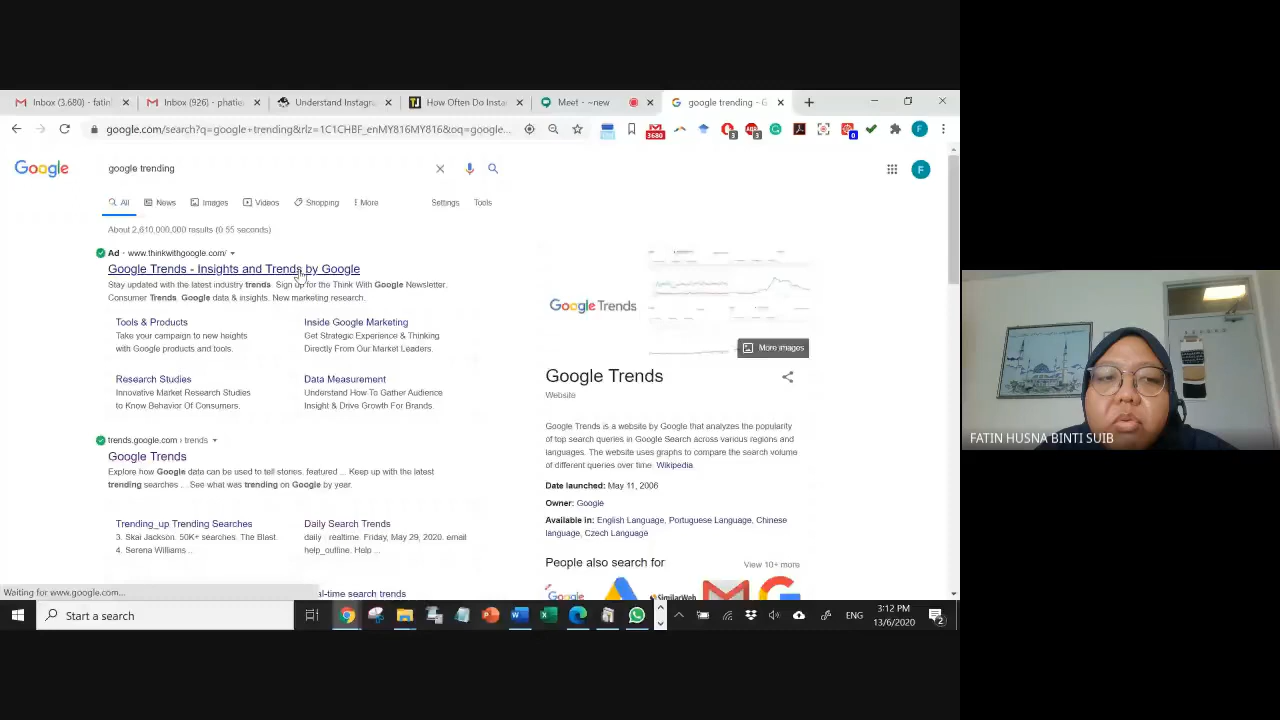 Inbox (3,680) - fatin
Inbox (926) - phatie
Understand Instagra
How Often Do Instal
Meet - ~new
google trending - G
google.com/search?q=google+trending&rlz=1C1CHBF_enMY816MY816&oq=google...
3680
3
3
0
F
Google
google trending
F
All
News
Images
Videos
Shopping
More
Settings
Tools
About 2,610,000,000 results (0.55 seconds)
Ad · www.thinkwithgoogle.com/
Google Trends - Insights and Trends by Google
Stay updated with the latest industry trends. Sign up for the Think With Google Newsletter.
Consumer Trends. Google data & insights. New marketing research.
Tools & Products
Take your campaign to new heights
with Google products and tools.
Inside Google Marketing
Get Strategic Experience & Thinking
Directly From Our Market Leaders.
Research Studies
Innovative Market Research Studies
to Know Behavior Of Consumers.
Data Measurement
Understand How To Gather Audience
Insight & Drive Growth For Brands.
trends.google.com › trends
Google Trends
Explore how Google data can be used to tell stories. featured ... Keep up with the latest
trending searches ... See what was trending on Google by year.
Trending_up Trending Searches
3. Skai Jackson. 50K+ searches. The Blast.
4. Serena Williams ..
Daily Search Trends
daily · realtime. Friday, May 29, 2020. email
help_outline. Help ...
al-time search trends
Google Trends
More images
Google Trends
Website
Google Trends is a website by Google that analyzes the popularity
of top search queries in Google Search across various regions and
languages. The website uses graphs to compare the search volume
of different queries over time. Wikipedia
Date launched: May 11, 2006
Owner: Google
Available in: English Language, Portuguese Language, Chinese
language, Czech Language
People also search for
View 10+ more
Google
SimilarWeb
Waiting for www.google.com...
Start a search
ENG
3:12 PM
13/6/2020
2
FATIN HUSNA BINTI SUIB